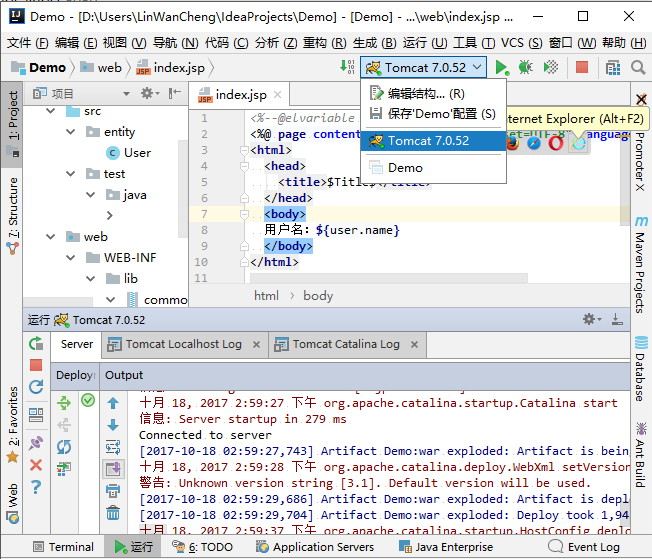 Demo - [D:\Users\LinWanCheng\IdeaProjects\Demo] - [Demo] - ...\web\index.jsp
文件 (F) 编辑 (E) 视图 (V) 导航 (N) 代码 (C) 分析 (Z) 重构 (R) 生成 (B) 运行 (U) 工具 (T) VCS (S) 窗口 (W) 帮助 (H)
Demo web index.jsp Tomcat 7.0.52
编辑结构... (R)
保存'Demo'配置 (S)
Tomcat 7.0.52
Demo
nternet Explorer (Alt+F2)
1: Project
7: Structure
2: Favorites
Web
项目
src
entity
User
test
java
web
WEB-INF
lib
commo
index.jsp
1 <%--@elvariable
2 <%@ page content set=UTF-8" languag
3 <html>
4 <head>
5 <title>$Title$</title>
6 </head>
7 <body>
8 用户名: ${user.name}
9 </body>
10 </html>
11
html body
Promoter X
Maven Projects
Database
Ant Build
运行 Tomcat 7.0.52
Server Tomcat Localhost Log Tomcat Catalina Log
Deploy Output
十月 18, 2017 2:59:27 下午 org.apache.catalina.startup.Catalina start
信息: Server startup in 279 ms
Connected to server
[2017-10-18 02:59:27,743] Artifact Demo:war exploded: Artifact is bein
十月 18, 2017 2:59:28 下午 org.apache.catalina.deploy.WebXml setVersion
警告: Unknown version string [3.1]. Default version will be used.
[2017-10-18 02:59:29,686] Artifact Demo:war exploded: Artifact is depl
[2017-10-18 02:59:29,704] Artifact Demo:war exploded: Deploy took 1,94
十月 18, 2017 2:59:37 下午 org.apache.catalina.startup.HostConfig deplo
Terminal 运行 6: TODO Application Servers Java Enterprise Event Log